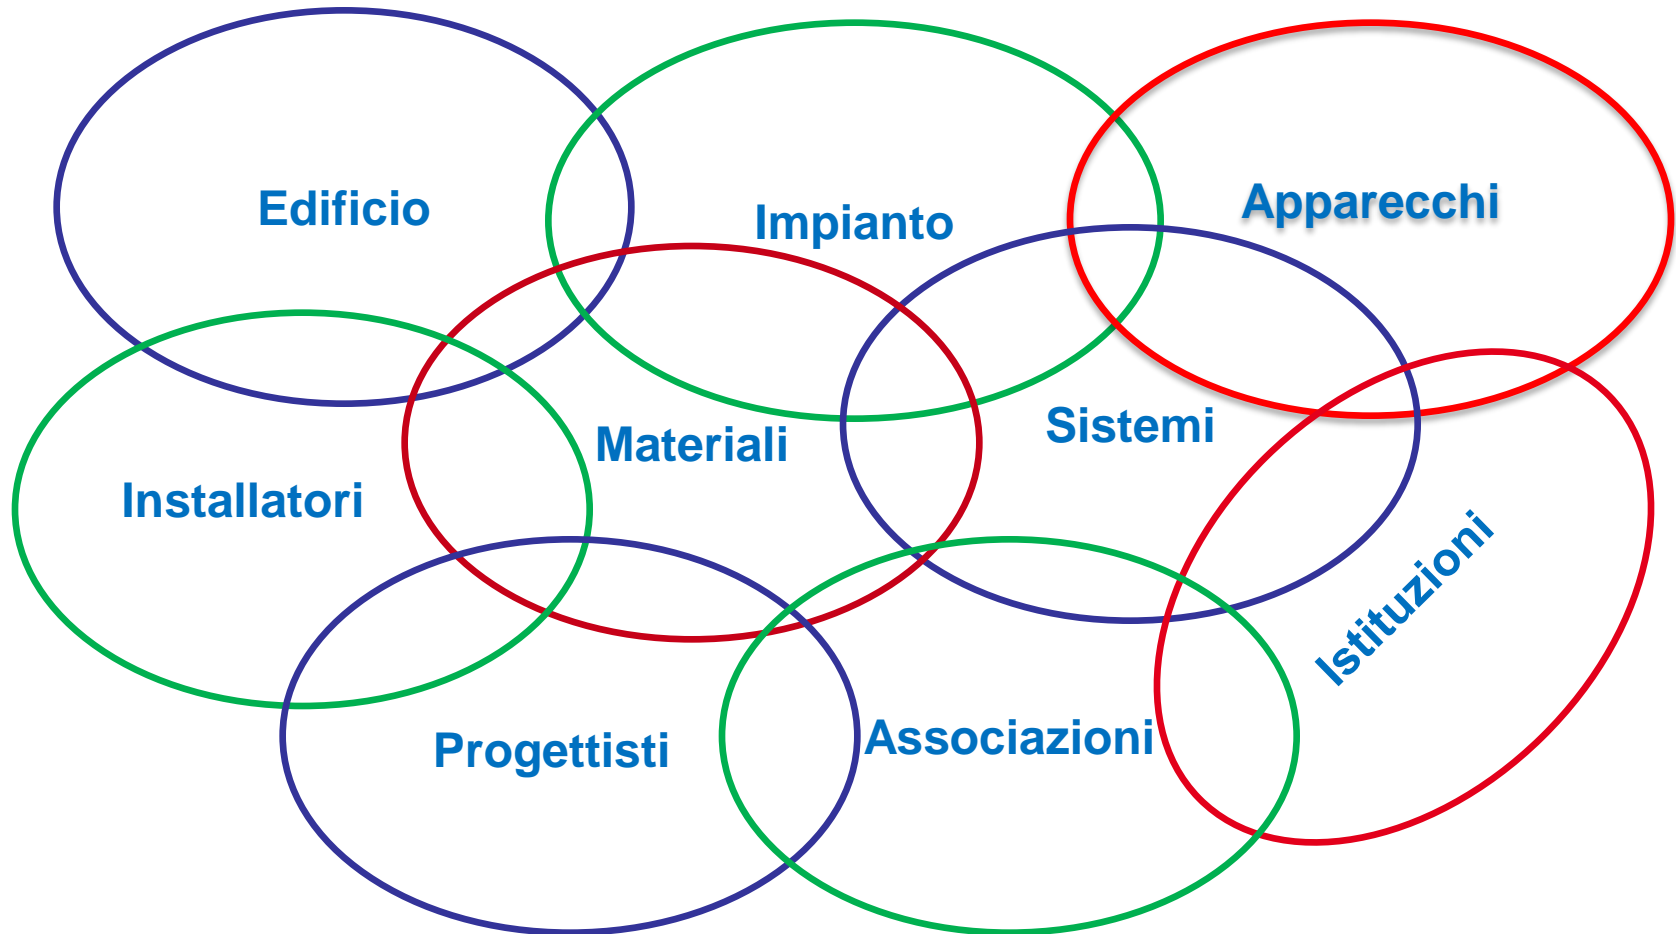 Edificio
Impianto
Apparecchi
Installatori
Materiali
Sistemi
Istituzioni
Progettisti
Associazioni